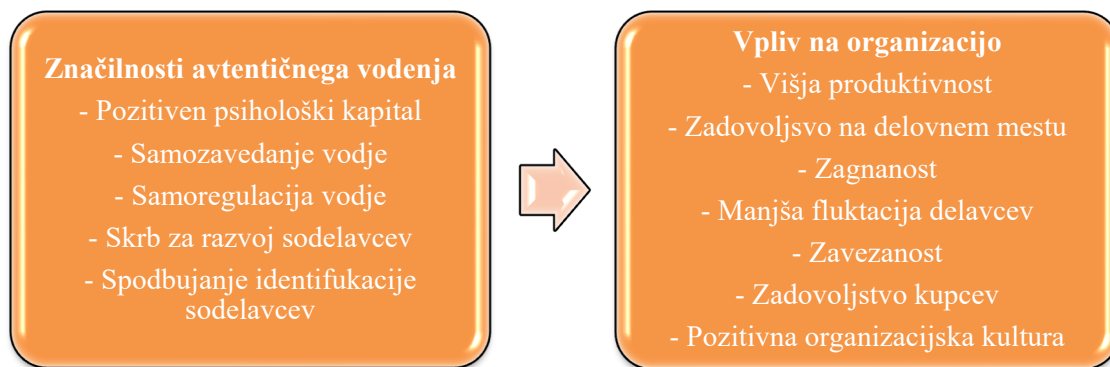 Značilnosti avtentičnega vodenja
- Pozitiven psihološki kapital
- Samozavedanje vodje
- Samoregulacija vodje
- Skrb za razvoj sodelavcev
- Spodbujanje identifukacije
sodelavcev
Vpliv na organizacijo
- Višja produktivnost
- Zadovoljsvo na delovnem mestu
- Zagnanost
- Manjša fluktacija delavcev
- Zavezanost
- Zadovoljstvo kupcev
- Pozitivna organizacijska kultura